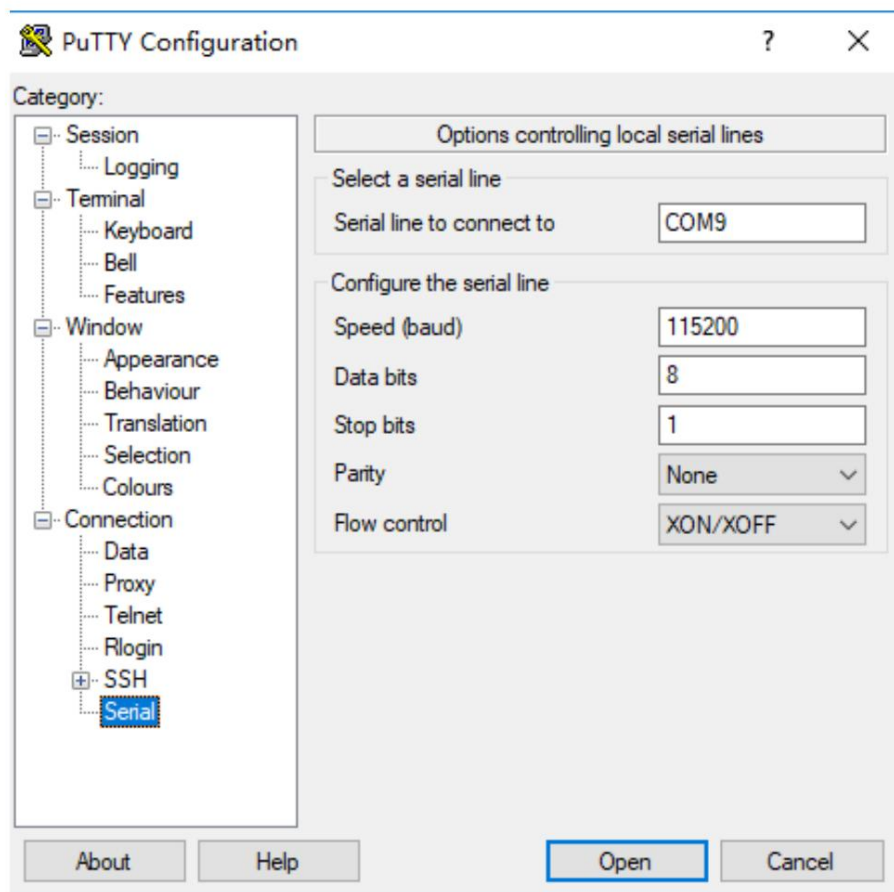 PuTTY Configuration
?
Category:
Session
Logging
Terminal
Keyboard
Bell
Features
Window
Appearance
Behaviour
Translation
Selection
Colours
Connection
Data
Proxy
Telnet
Rlogin
SSH
Serial
Options controlling local serial lines
Select a serial line
Serial line to connect to COM9
Configure the serial line
Speed (baud) 115200
Data bits 8
Stop bits 1
Parity None
Flow control XON/XOFF
About Help Open Cancel